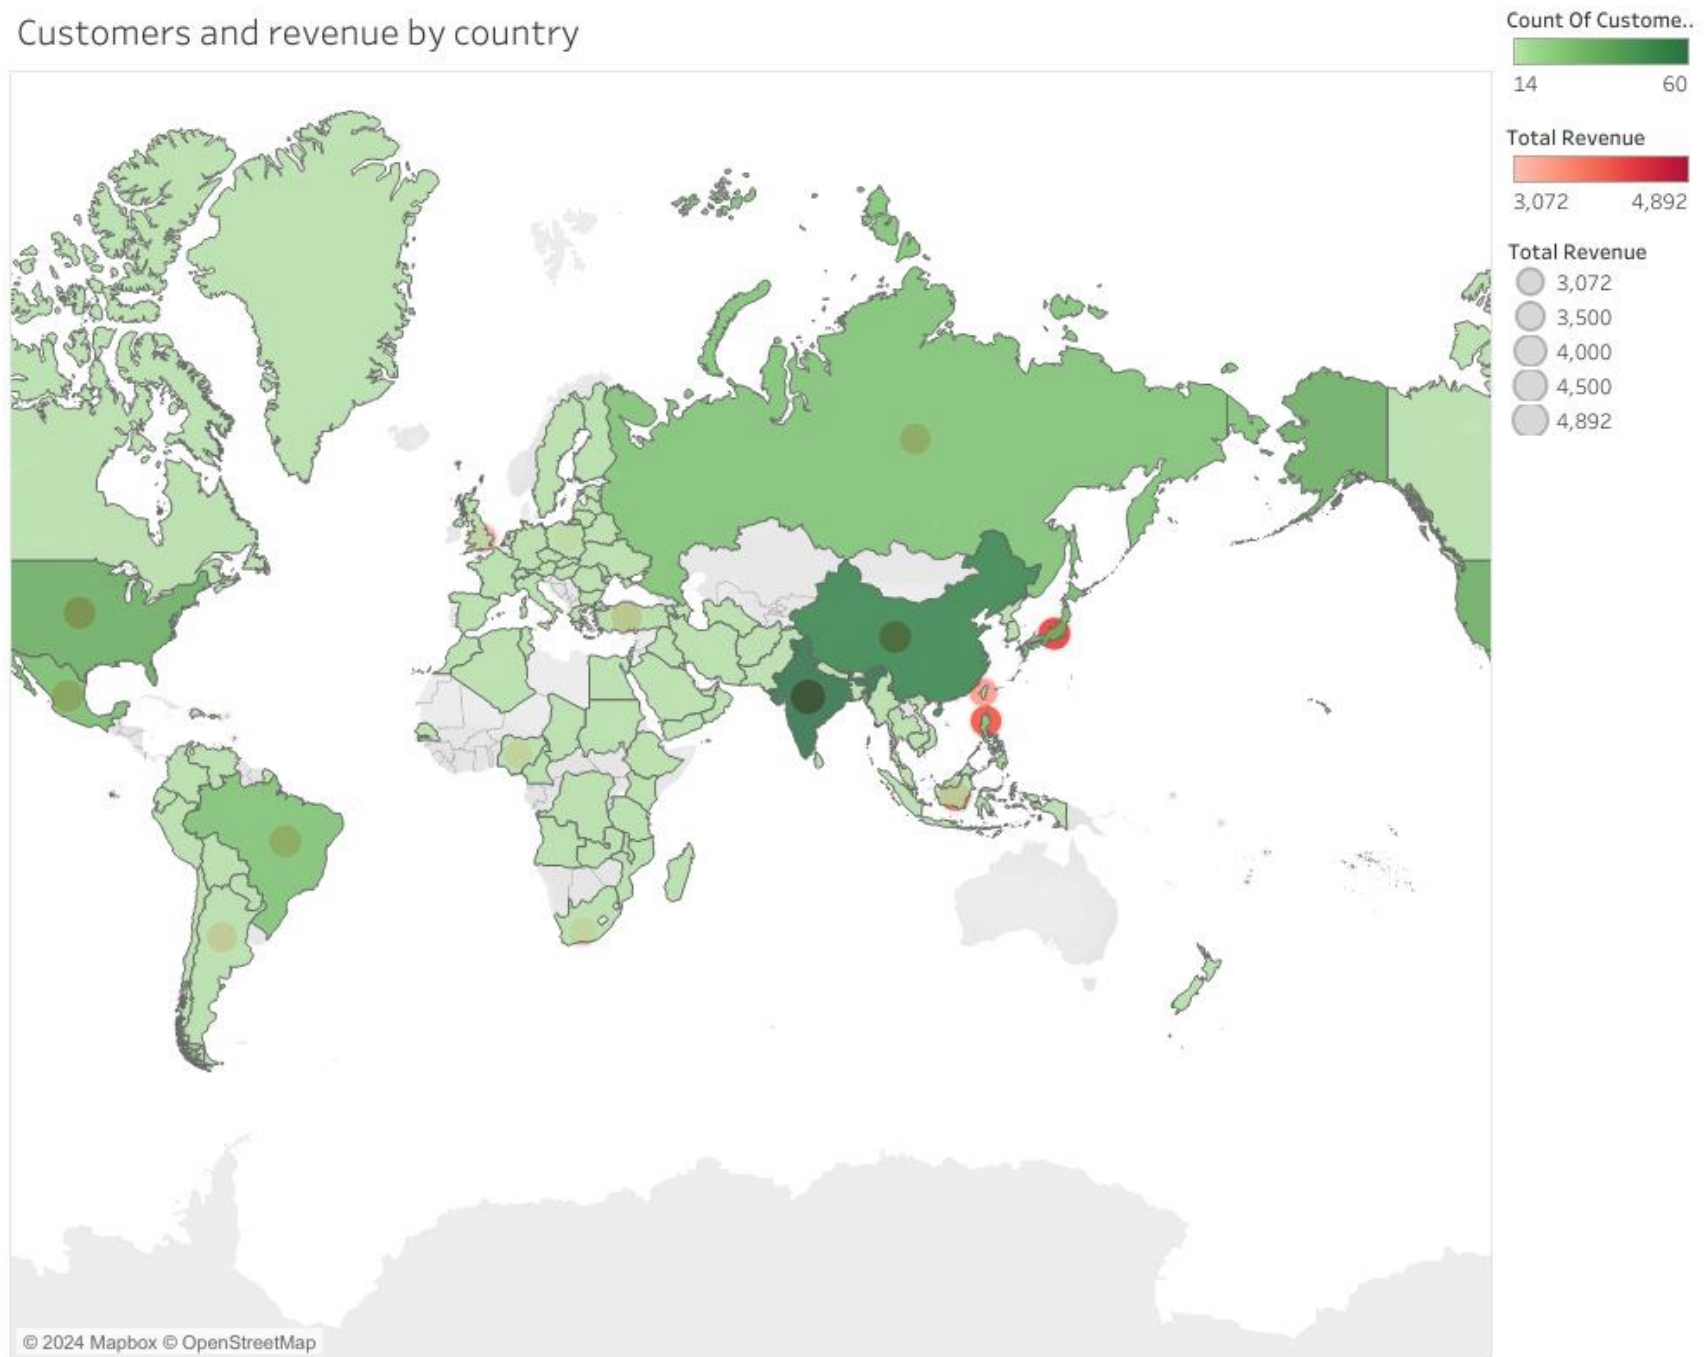 Customers and revenue by country
Count Of Custome..
14 60
Total Revenue
3,072 4,892
Total Revenue
3,072
3,500
4,000
4,500
4,892
© 2024 Mapbox © OpenStreetMap